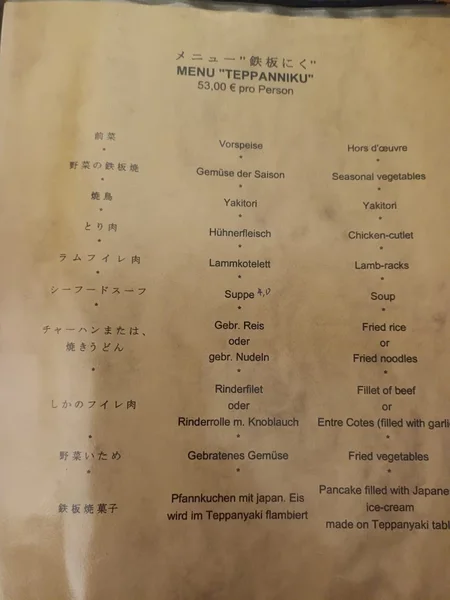 メニュー"鉄板にく"
MENU "TEPPANNIKU"
53,00 € pro Person
前菜
Vorspeise
Hors d'œuvre
野菜の鉄板焼
Gemüse der Saison
Seasonal vegetables
焼鳥
Yakitori
Yakitori
とり肉
Hühnerfleisch
Chicken-cutlet
ラムフイレ肉
Lammkotelett
Lamb-racks
シーフードスーフ
Suppe
Soup
チャーハンまたは、
焼きうどん
Gebr. Reis
oder
gebr. Nudeln
Fried rice
or
Fried noodles
しかのフイレ肉
Rinderfilet
oder
Rinderrolle m. Knoblauch
Fillet of beef
or
Entre Cotes (filled with garli
野菜いため
Gebratenes Gemüse
Fried vegetables
鉄板焼菓子
Pfannkuchen mit japan. Eis
wird im Teppanyaki flambiert
Pancake filled with Japane
ice-cream
made on Teppanyaki tabl